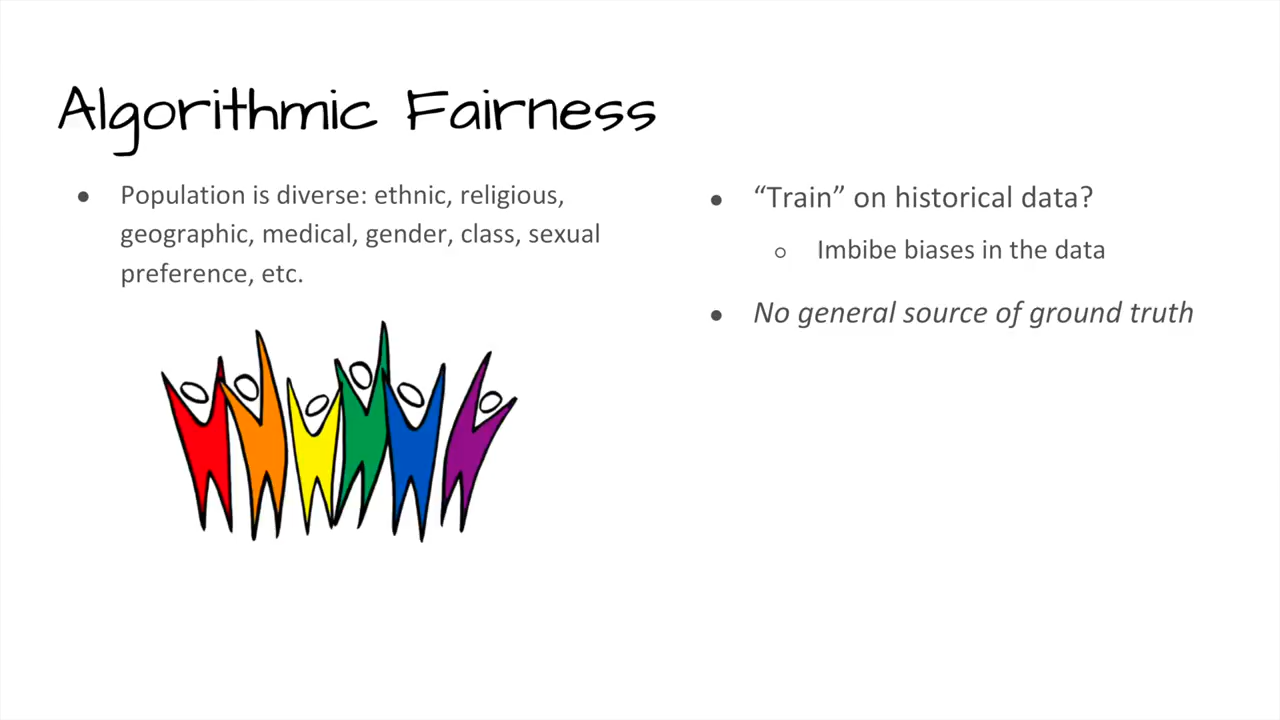 Algorithmic Fairness
● Population is diverse: ethnic, religious,
geographic, medical, gender, class, sexual
preference, etc.
● “Train” on historical data?
○ Imbibe biases in the data
● No general source of ground truth